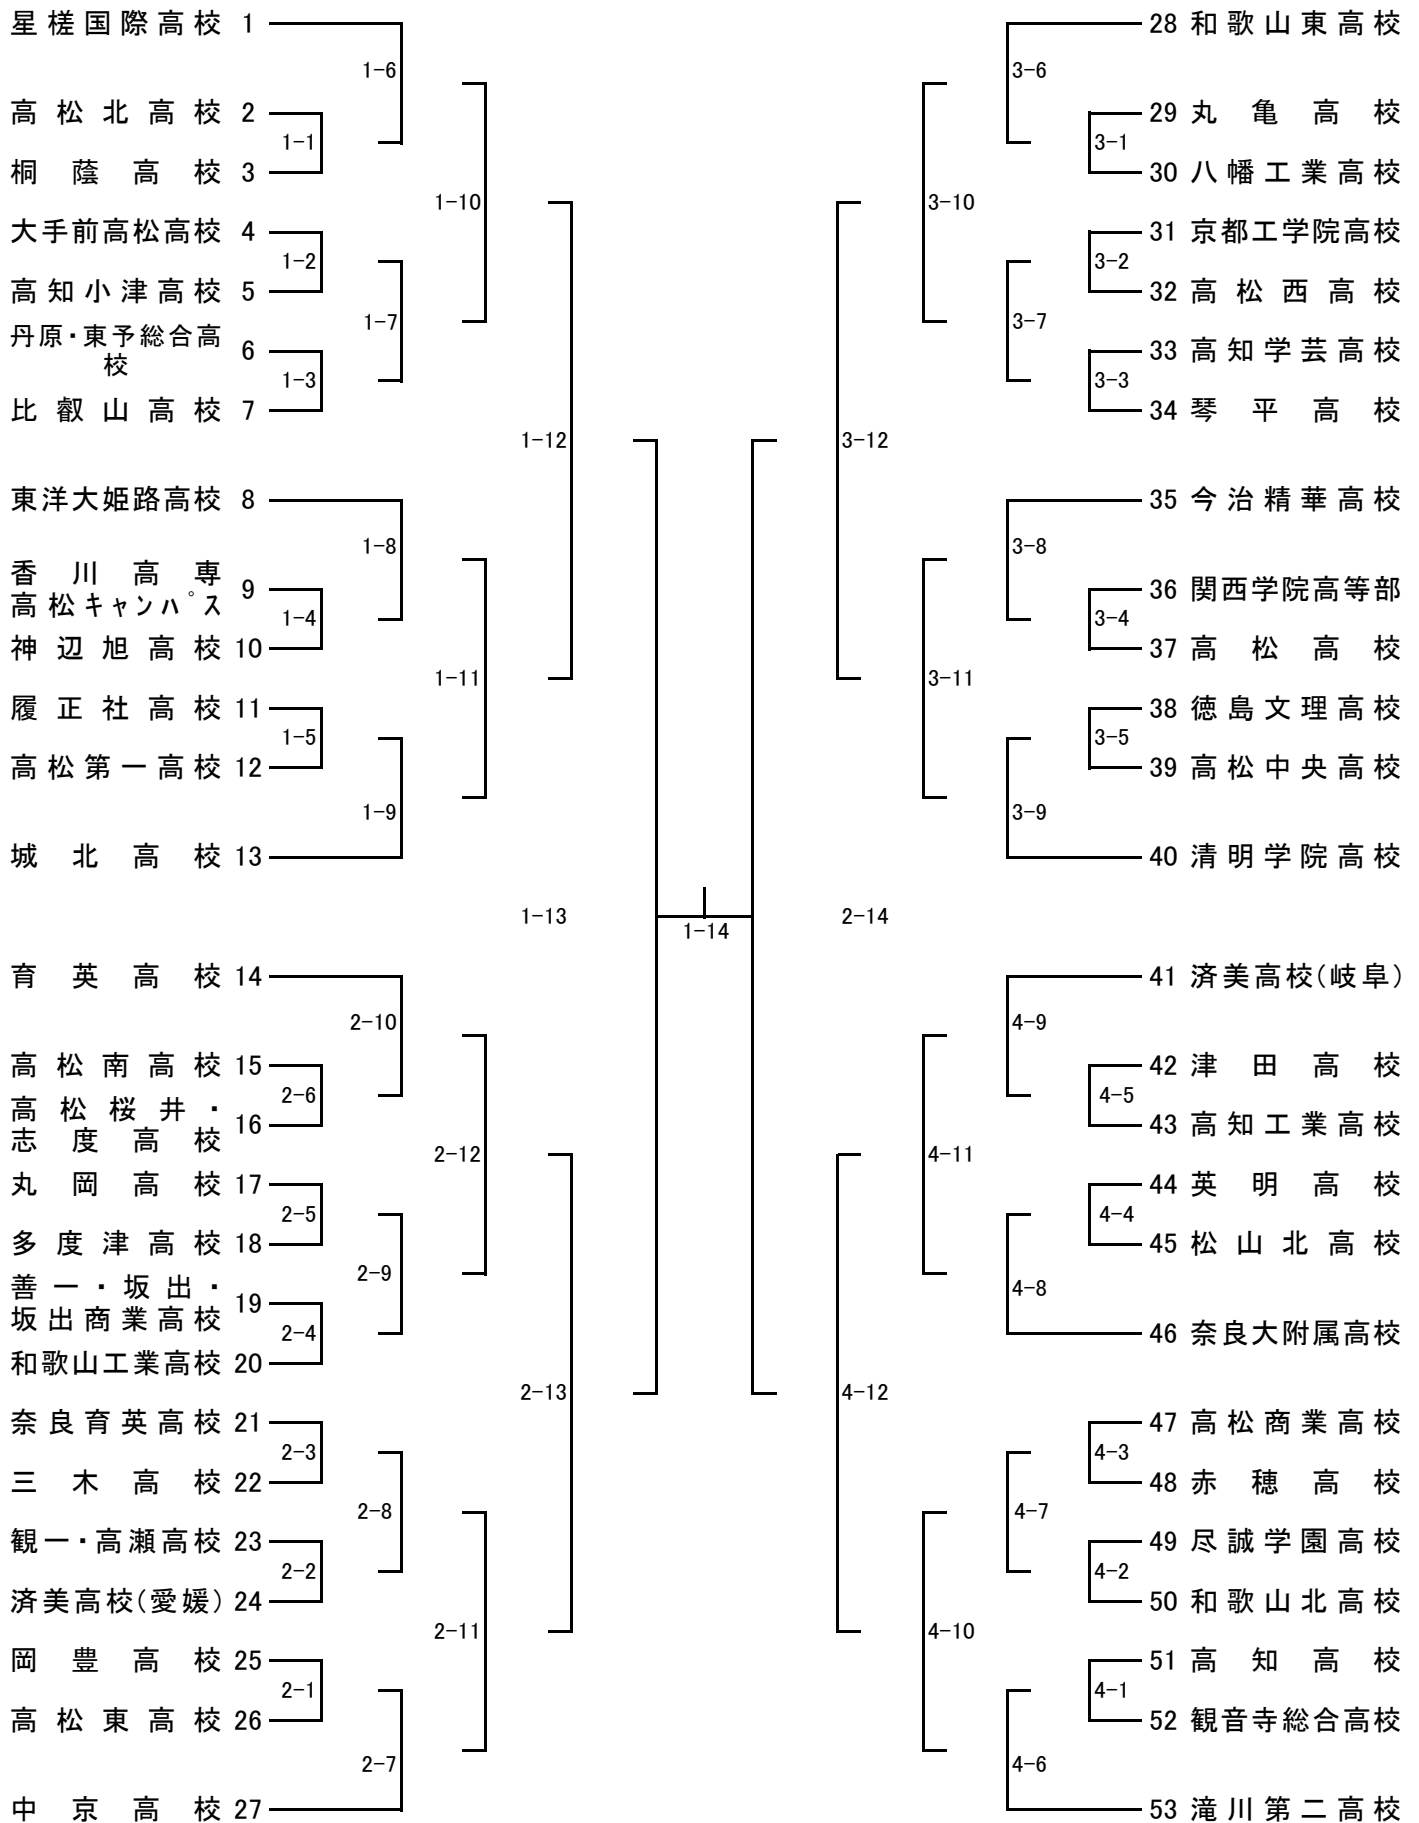 星槎国際高校 1
1-6
高松北高校 2
1-1
桐蔭高校 3
1-10
大手前高松高校 4
1-2
高知小津高校 5
1-7
丹原・東予総合高
校
6
1-3
比叡山高校 7
1-12
東洋大姫路高校 8
1-8
香川高専
高松キャンパス
9
1-4
神辺旭高校 10
1-11
履正社高校 11
1-5
高松第一高校 12
1-9
城北高校 13
1-13
1-14
2-14
育英高校 14
2-10
高松南高校 15
2-6
高松桜井・
志度高校
16
2-12
丸岡高校 17
2-5
多度津高校 18
2-9
善一・坂出・
坂出商業高校
19
2-4
和歌山工業高校 20
2-13
奈良育英高校 21
2-3
三木高校 22
2-8
観一・高瀬高校 23
2-2
済美高校(愛媛) 24
2-11
岡豊高校 25
2-1
高松東高校 26
2-7
中京高校 27
28 和歌山東高校
3-6
29 丸亀高校
3-1
30 八幡工業高校
3-10
31 京都工学院高校
3-2
32 高松西高校
3-7
33 高知学芸高校
3-3
34 琴平高校
3-12
35 今治精華高校
3-8
36 関西学院高等部
3-4
37 高松高校
3-11
38 徳島文理高校
3-5
39 高松中央高校
3-9
40 清明学院高校
41 済美高校(岐阜)
4-9
42 津田高校
4-5
43 高知工業高校
4-11
44 英明高校
4-4
45 松山北高校
4-8
46 奈良大附属高校
4-12
47 高松商業高校
4-3
48 赤穂高校
4-7
49 尽誠学園高校
4-2
50 和歌山北高校
4-10
51 高知高校
4-1
52 観音寺総合高校
4-6
53 滝川第二高校